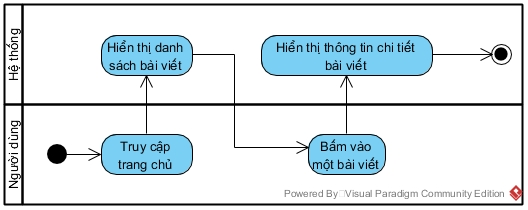 Hệ thống
Hiển thị danh
sách bài viết
Hiển thị thông tin chi tiết
bài viết
Người dùng
Truy cập
trang chủ
Bấm vào
một bài viết
Powered By Visual Paradigm Community Edition